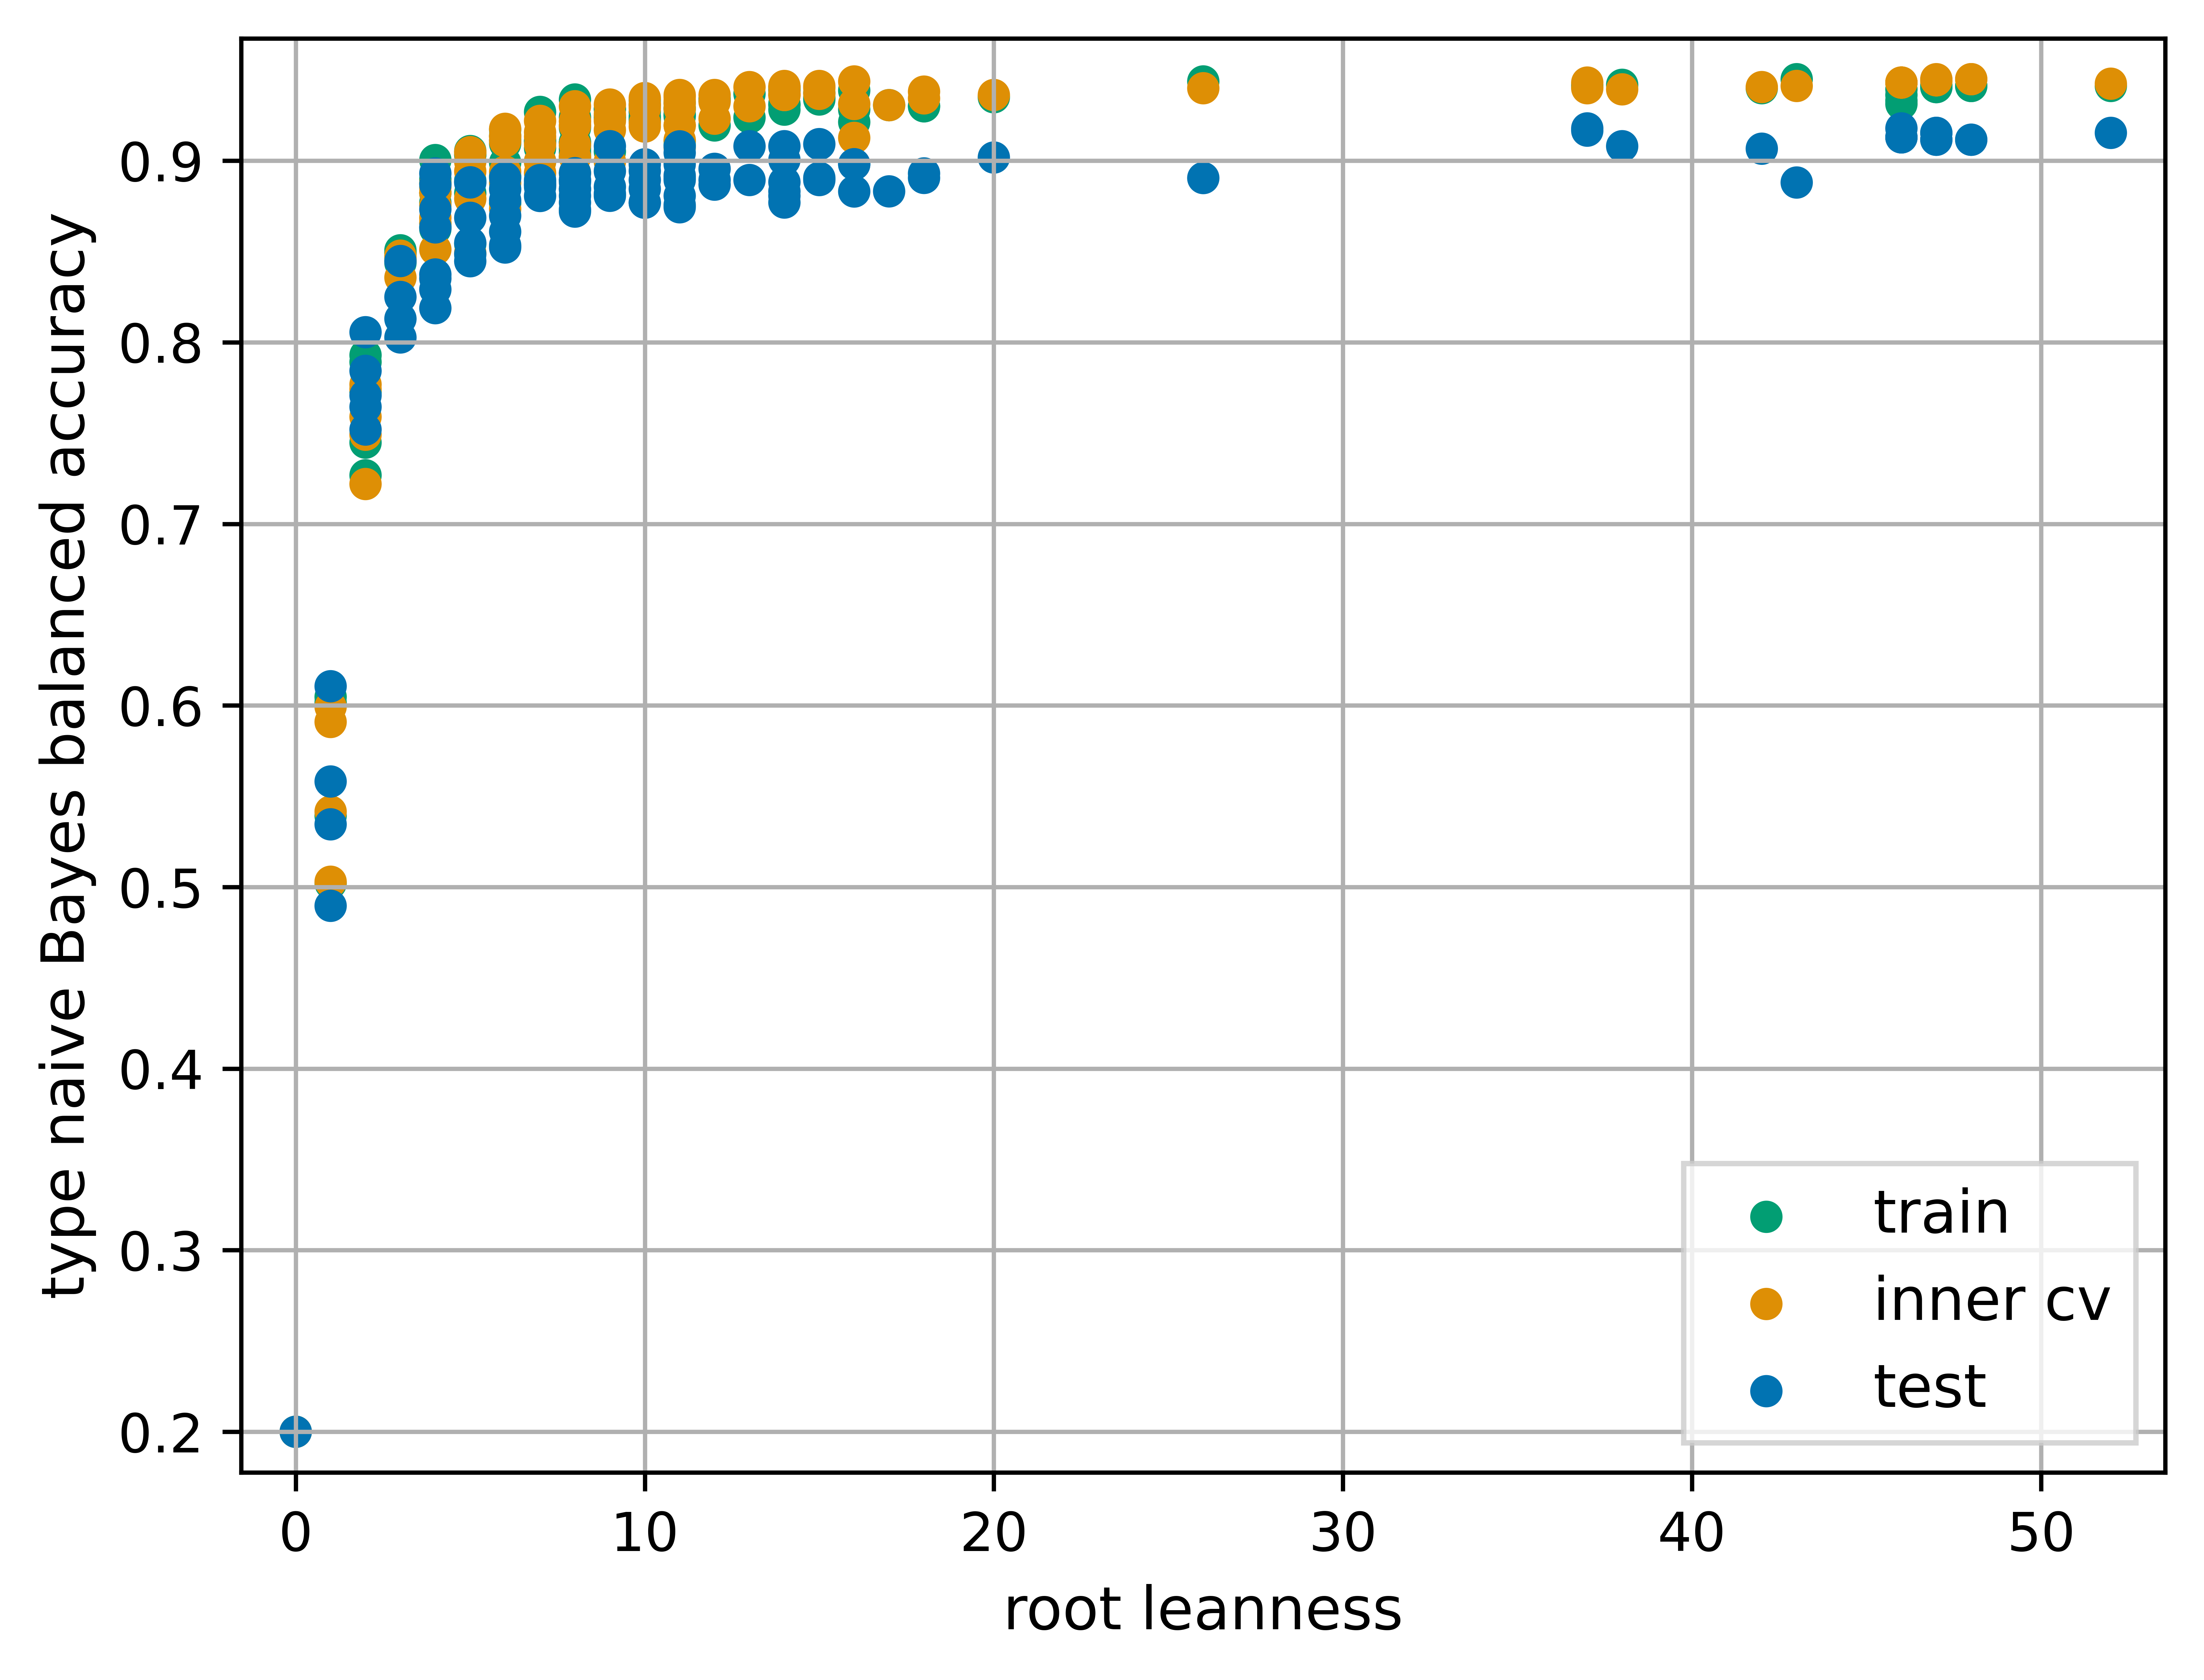 type naive Bayes balanced accuracy
0.9
0.8
0.7
0.6
0.5
0.4
0.3
0.2
train
inner cv
test
0 10 20 30 40 50
root leanness